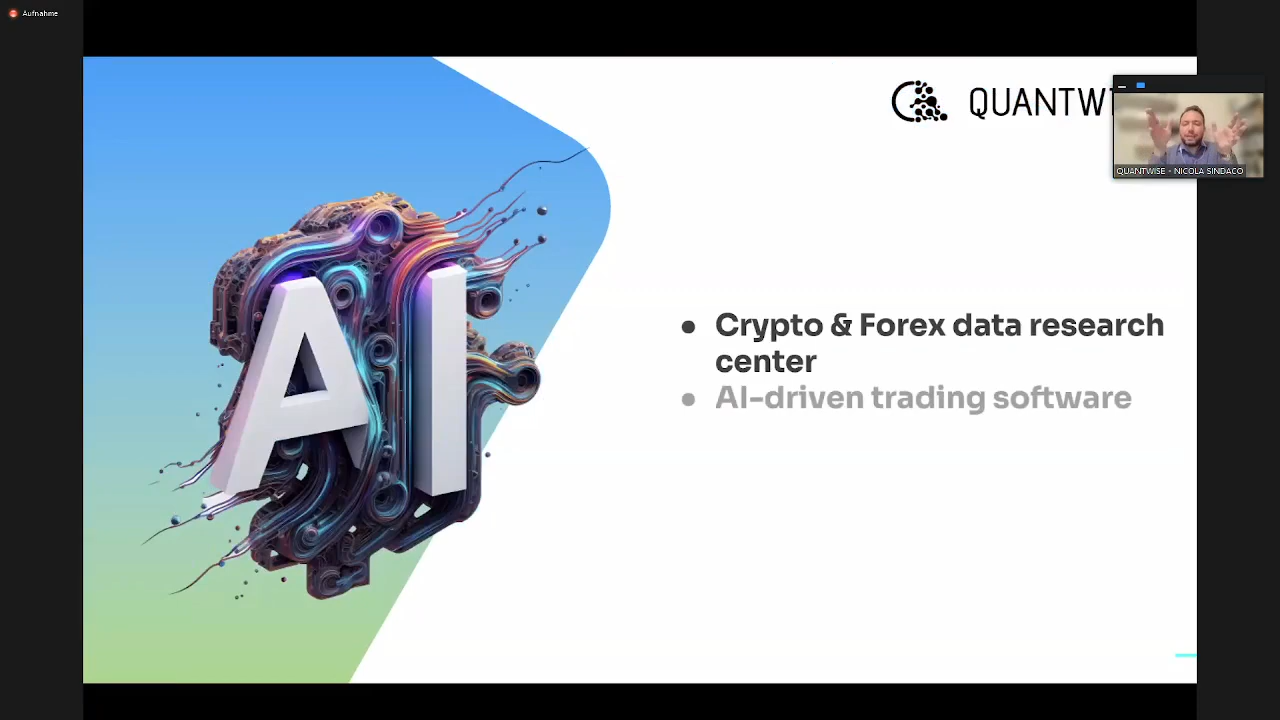 Aufnahme
QUANTW
QUANTWISE - NICOLA SINDACO
AI
● Crypto & Forex data research
center
● AI-driven trading software